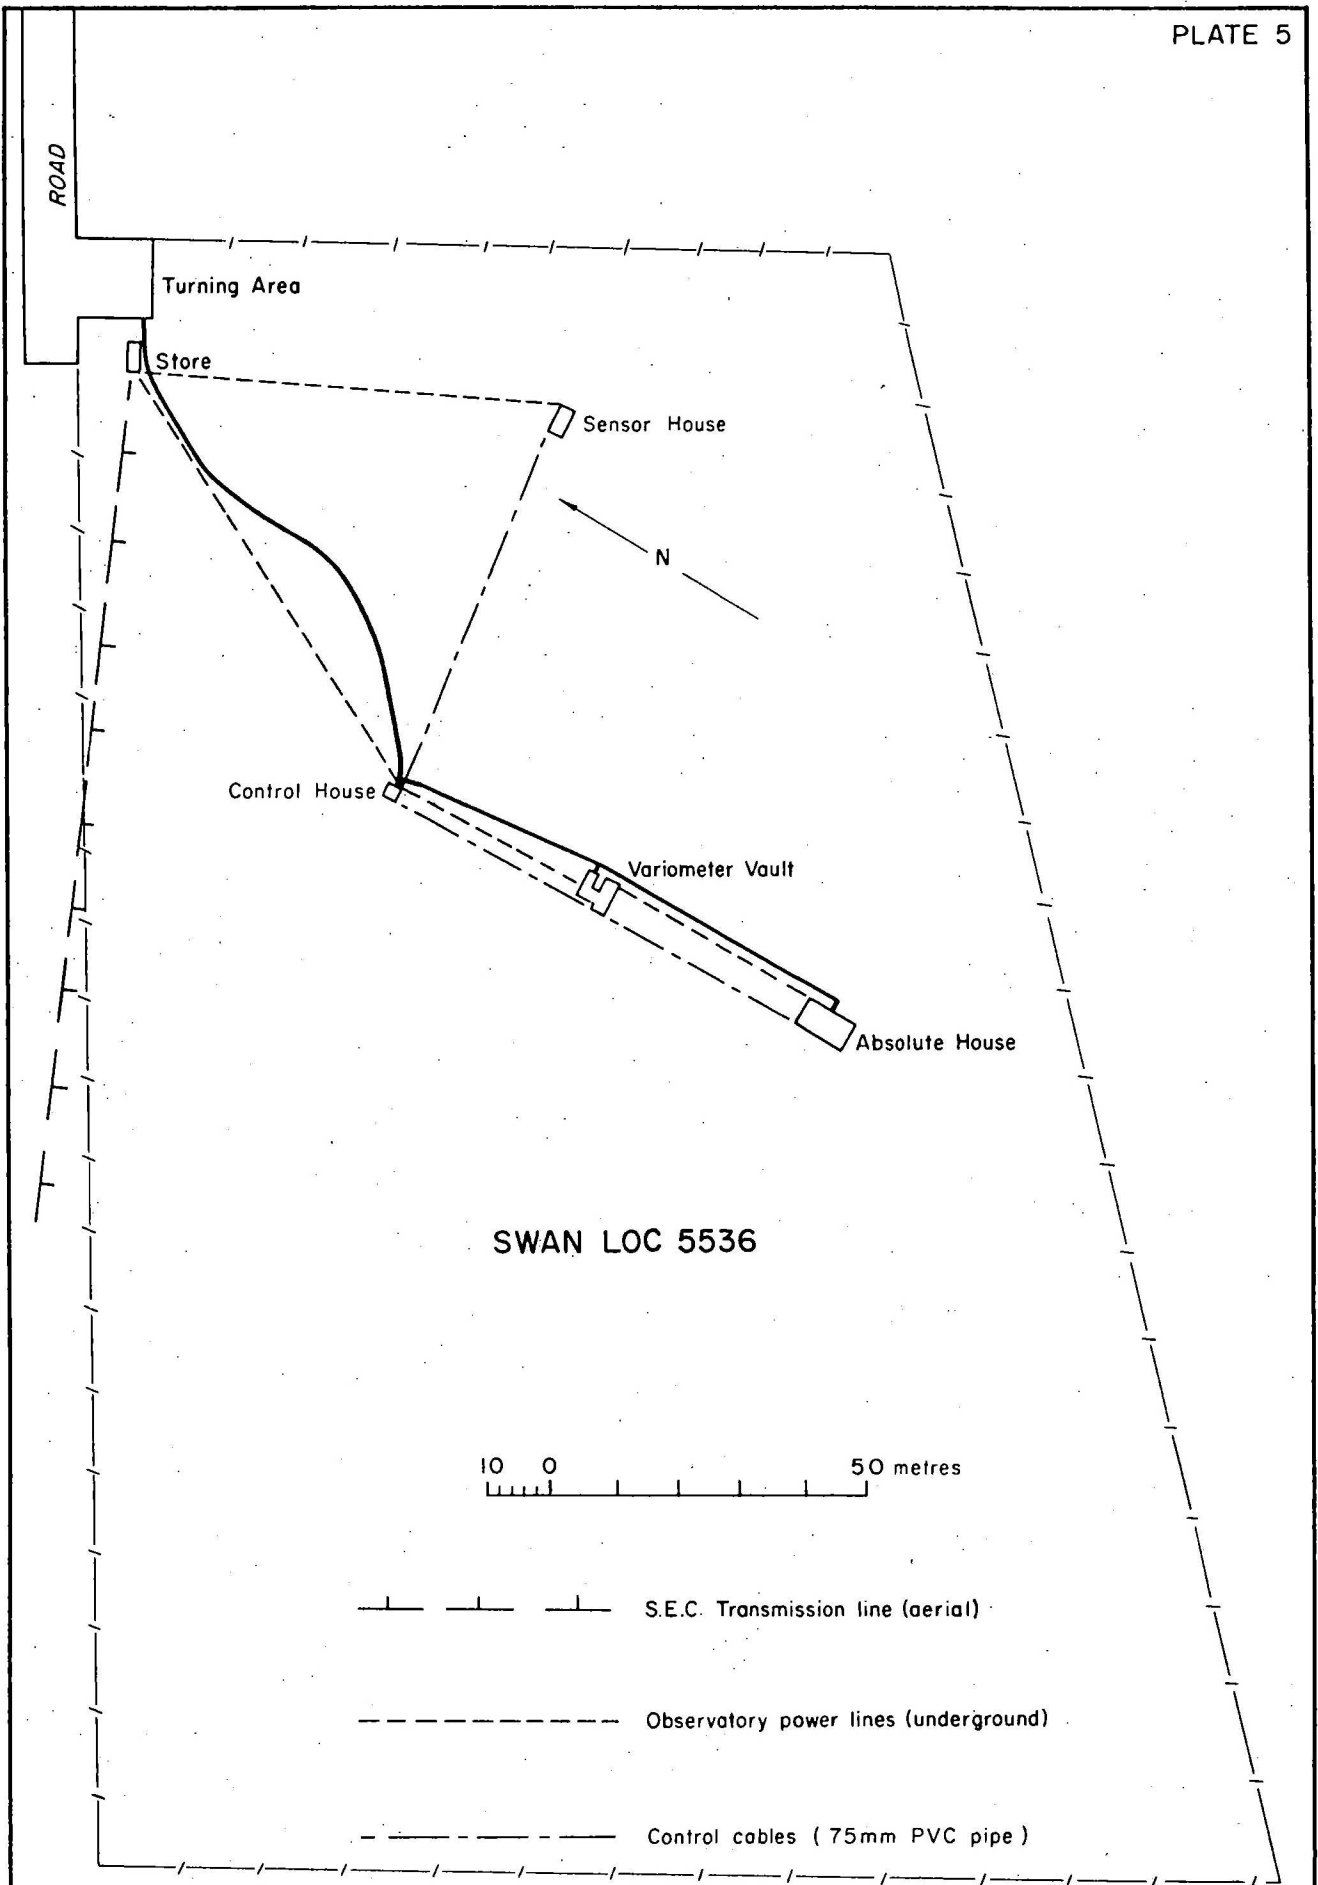 PLATE 5
ROAD
Turning Area
Store
Sensor House
N
Control House
Variometer Vault
Absolute House
SWAN LOC 5536
10 0 50 metres
S.E.C. Transmission line (aerial)
Observatory power lines (underground)
Control cables ( 75mm PVC pipe )